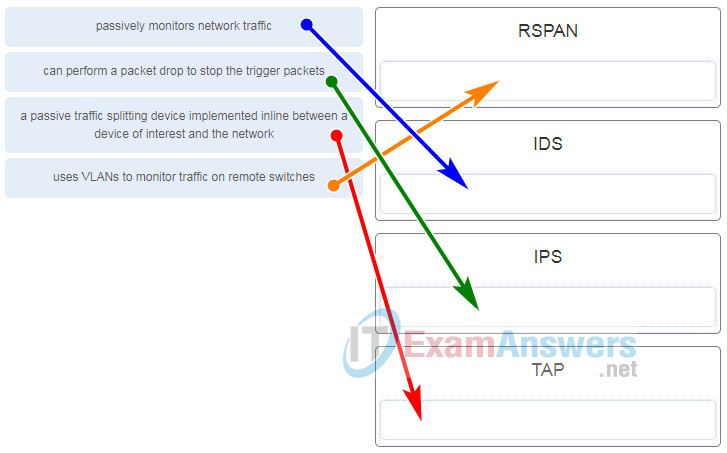 passively monitors network traffic
can perform a packet drop to stop the trigger packets
a passive traffic splitting device implemented inline between a
device of interest and the network
uses VLANs to monitor traffic on remote switches
RSPAN
IDS
IPS
ITExamAnswers
.net
TAP